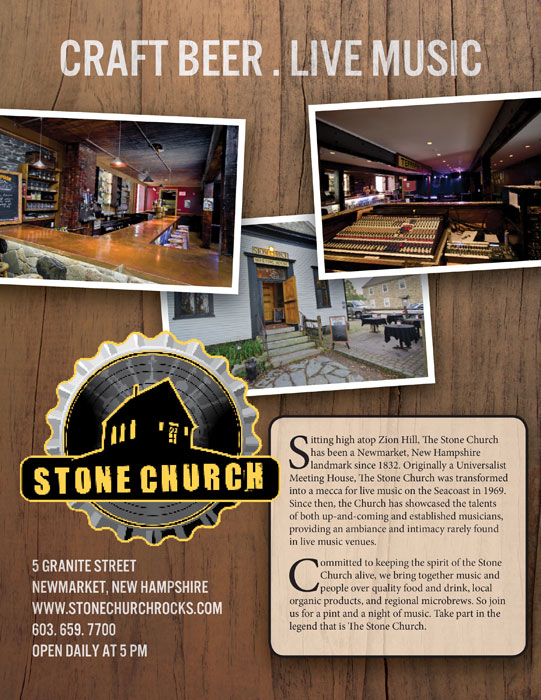 CRAFT BEER . LIVE MUSIC
STONE CHURCH
5 GRANITE STREET
NEWMARKET, NEW HAMPSHIRE
WWW.STONECHURCHROCKS.COM
603. 659. 7700
OPEN DAILY AT 5 PM
Sitting high atop Zion Hill, The Stone Church
has been a Newmarket, New Hampshire
landmark since 1832. Originally a Universalist
Meeting House, The Stone Church was transformed
into a mecca for live music on the Seacoast in 1969.
Since then, the Church has showcased the talents
of both up-and-coming and established musicians,
providing an ambiance and intimacy rarely found
in live music venues.
Committed to keeping the spirit of the Stone
Church alive, we bring together music and
people over quality food and drink, local
organic products, and regional microbrews. So join
us for a pint and a night of music. Take part in the
legend that is The Stone Church.